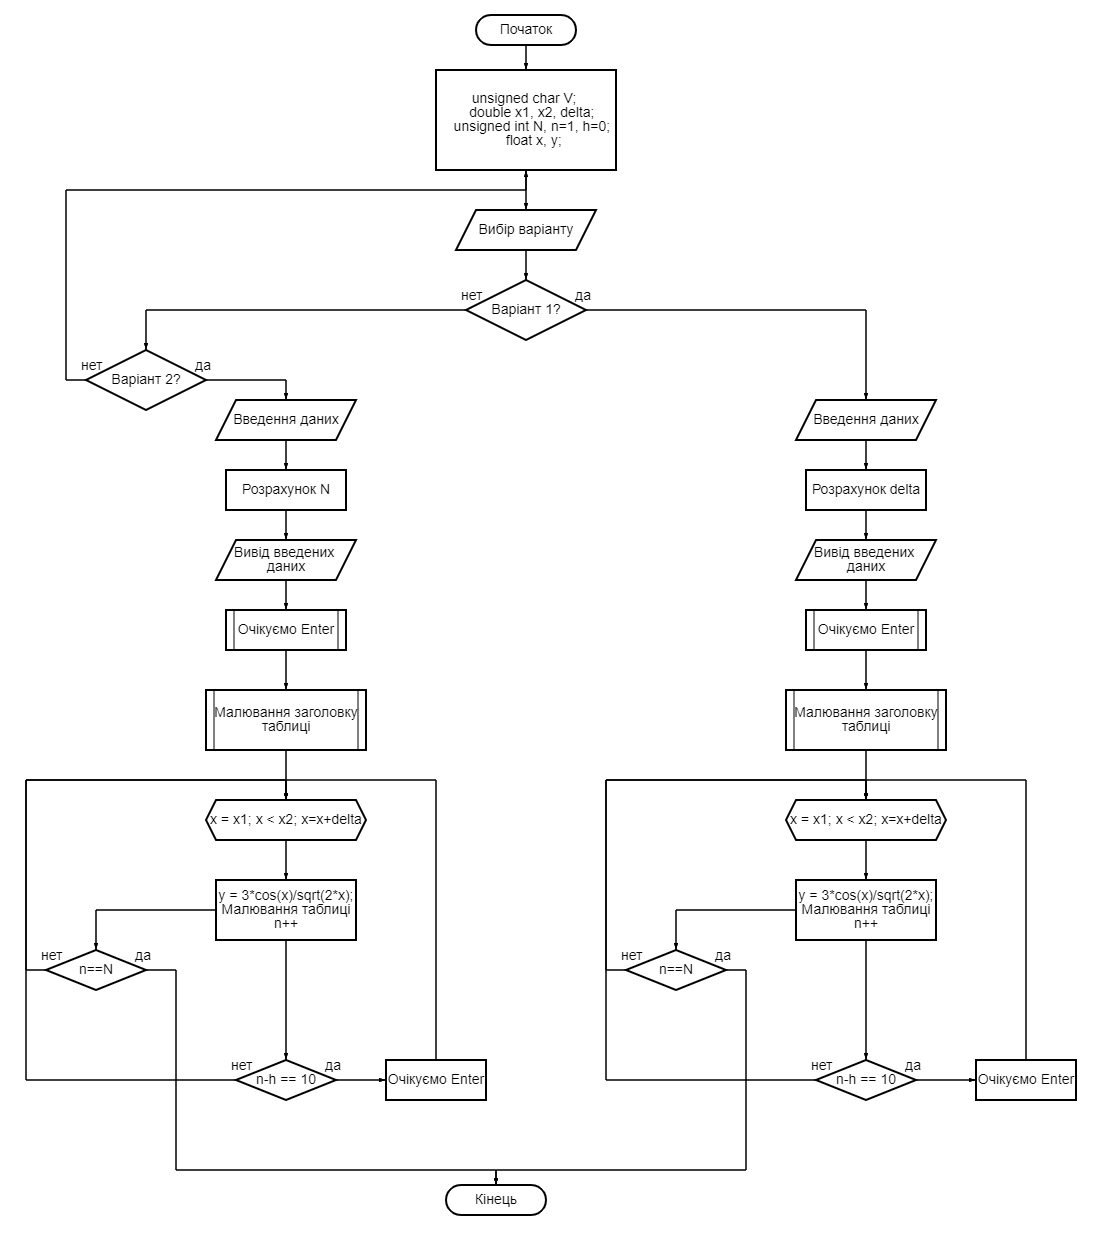 Початок
unsigned char V;
double x1, x2, delta;
unsigned int N, n=1, h=0;
float x, y;
Вибір варіанту
нет
да
Варіант 1?
нет
да
Варіант 2?
Введення даних
Введення даних
Розрахунок N
Розрахунок delta
Вивід введених
даних
Вивід введених
даних
Очікуємо Enter
Очікуємо Enter
Малювання заголовку
таблиці
Малювання заголовку
таблиці
x = x1; x < x2; x=x+delta
x = x1; x < x2; x=x+delta
y = 3*cos(x)/sqrt(2*x);
Малювання таблиці
n++
y = 3*cos(x)/sqrt(2*x);
Малювання таблиці
n++
нет
да
n==N
нет
да
n==N
нет
да
n-h == 10
Очікуємо Enter
нет
да
n-h == 10
Очікуємо Enter
Кінець